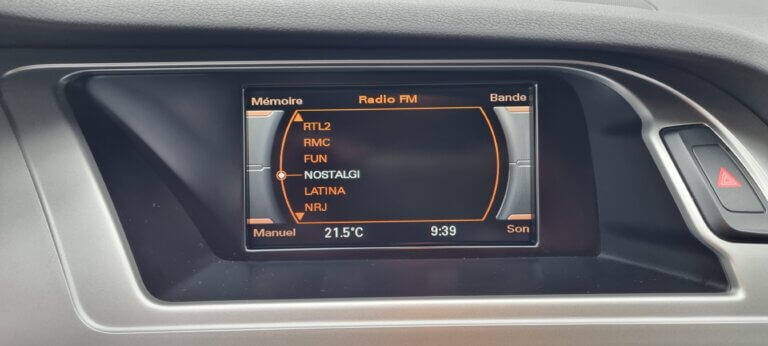 Mémoire Radio FM Bande
RTL2
RMC
FUN
NOSTALGI
LATINA
NRJ
Manuel 21.5°C 9:39 Son